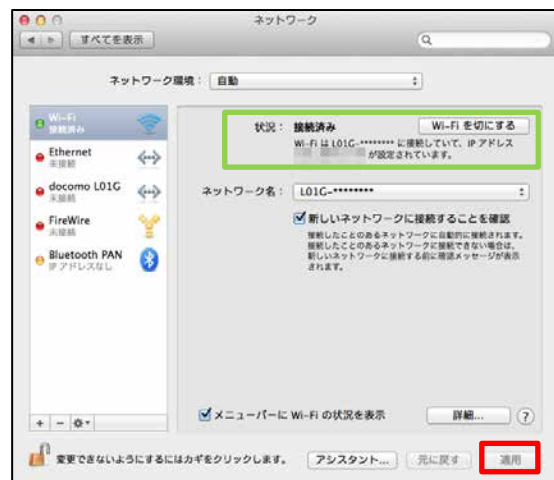 ネットワーク
すべてを表示
ネットワーク環境： 自動
Wi-Fi
接続済み
Ethernet
未接続
docomo L01G
未接続
FireWire
未接続
Bluetooth PAN
IP アドレスなし
状況： 接続済み Wi-Fi を切にする
Wi-Fi は L01G-******** に接続していて、IP アドレス
が設定されています。
ネットワーク名： L01G-********
新しいネットワークに接続することを確認
接続したことのあるネットワークに自動的に接続されます。
接続したことのあるネットワークに接続できない場合は、
新しいネットワークに接続する前に確認メッセージが表示
されます。
メニューバーに Wi-Fi の状況を表示 詳細... ?
変更できないようにするにはカギをクリックします。 アシスタント... 元に戻す 適用